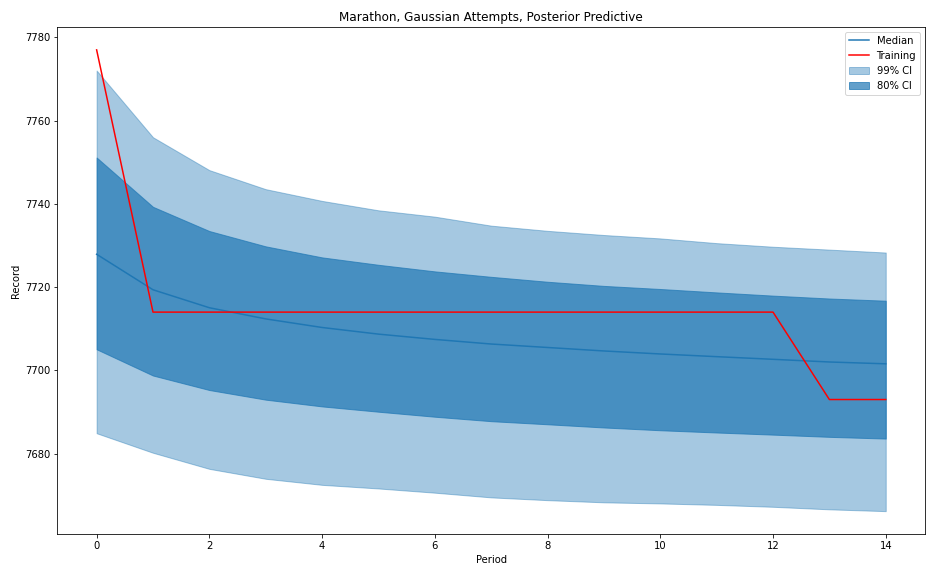 Marathon, Gaussian Attempts, Posterior Predictive
7780
7760
7740
7720
7700
7680
Record
0
2
4
6
8
10
12
14
Period
Median
Training
99% CI
80% CI